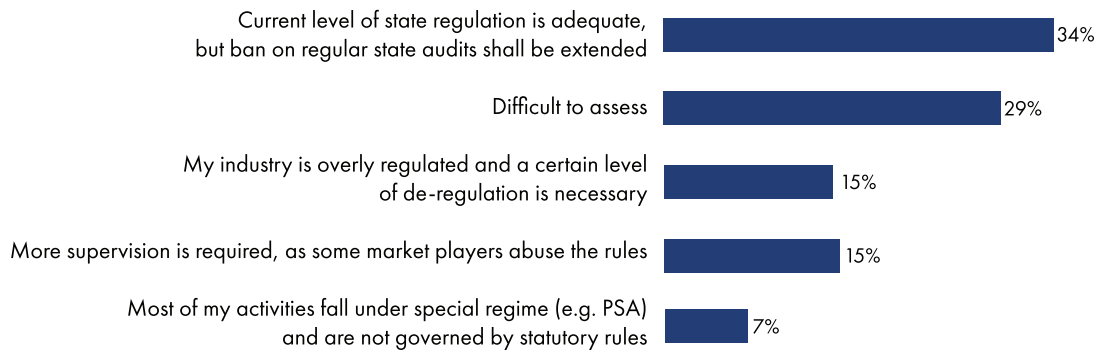 Current level of state regulation is adequate,
but ban on regular state audits shall be extended
34%
Difficult to assess
29%
My industry is overly regulated and a certain level
of de-regulation is necessary
15%
More supervision is required, as some market players abuse the rules
15%
Most of my activities fall under special regime (e.g. PSA)
and are not governed by statutory rules
7%